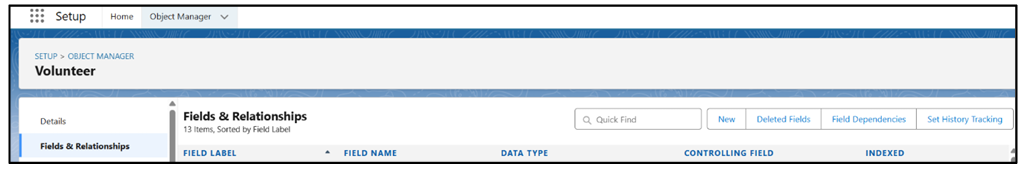 Setup Home Object Manager
SETUP > OBJECT MANAGER
Volunteer
Details
Fields & Relationships
Fields & Relationships
13 Items, Sorted by Field Label
Quick Find New Deleted Fields Field Dependencies Set History Tracking
FIELD LABEL FIELD NAME DATA TYPE CONTROLLING FIELD INDEXED